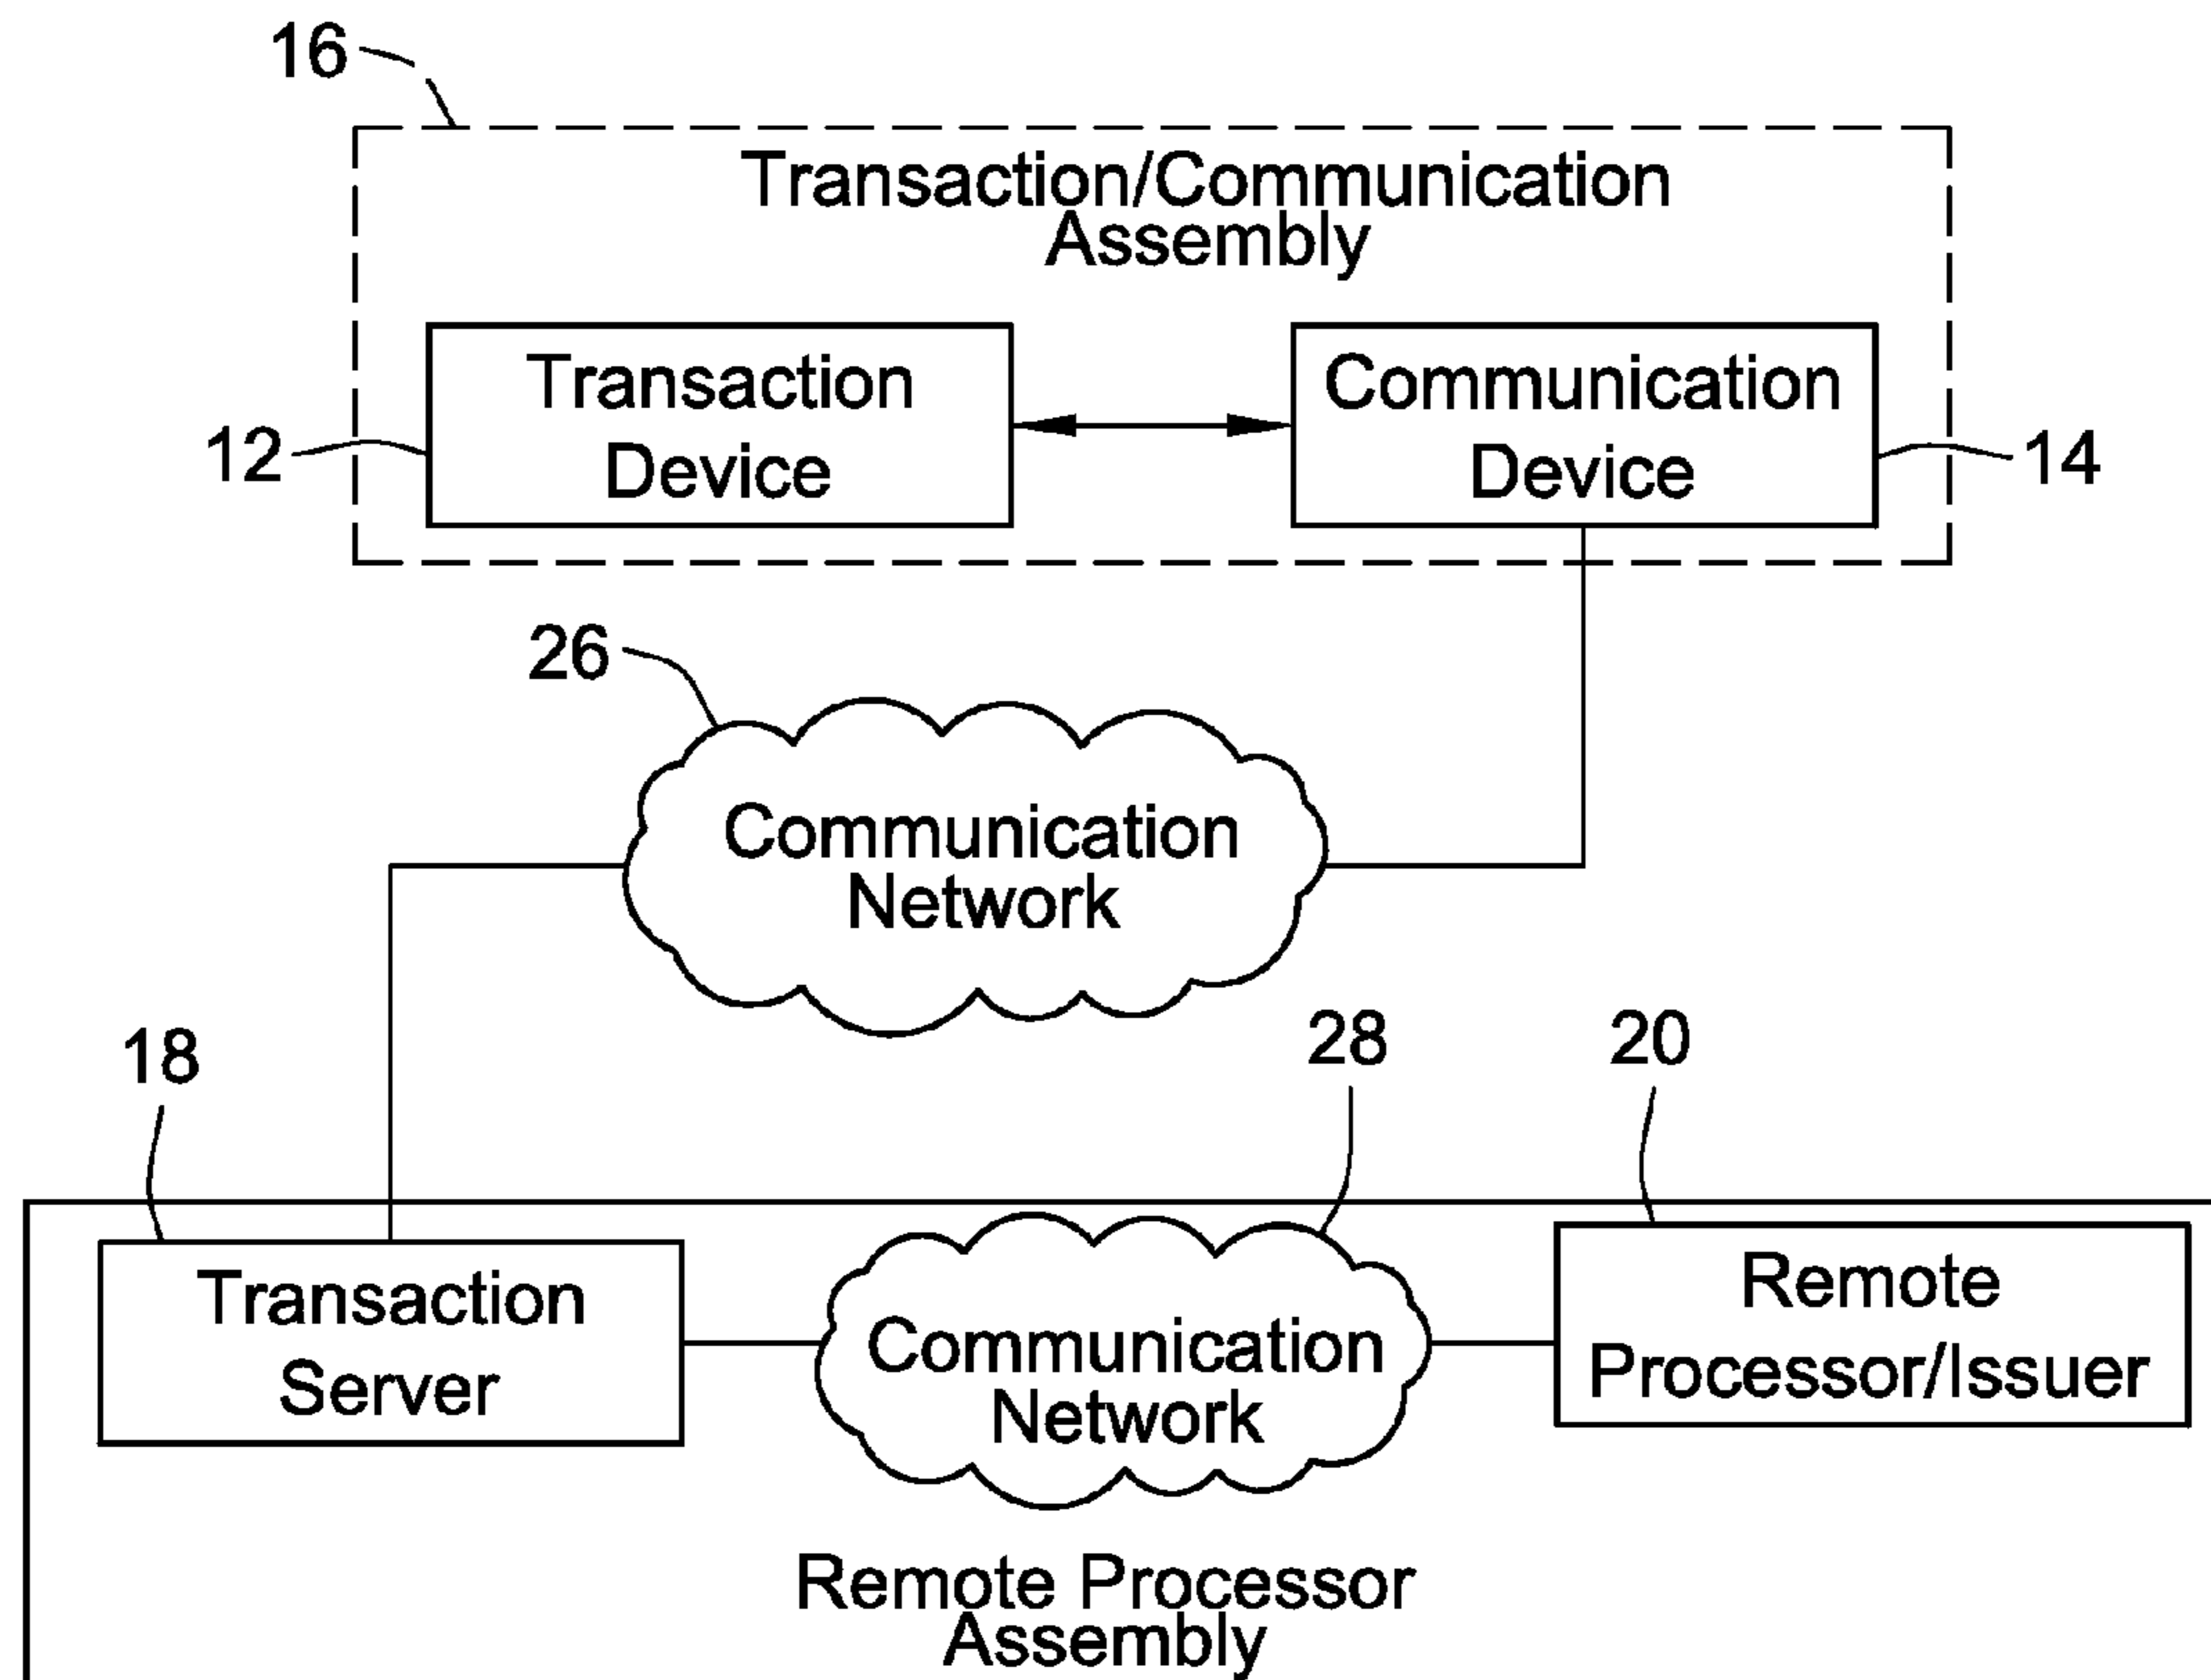 16
Transaction/Communication
Assembly
Transaction
Device
Communication
Device
12
14
26
Communication
Network
18
28
20
Transaction
Server
Communication
Network
Remote
Processor/Issuer
Remote Processor
Assembly